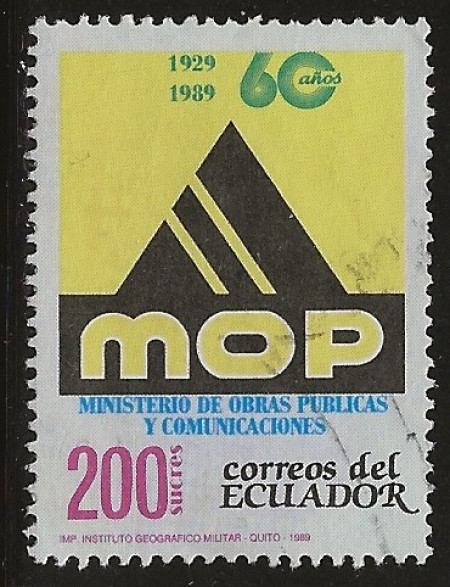 1929
1989
60 años
mOP
MINISTERIO DE OBRAS PUBLICAS
Y COMUNICACIONES
200 sucres
correos del
ECUADOR
IMP. INSTITUTO GEOGRAFICO MILITAR - QUITO - 1989